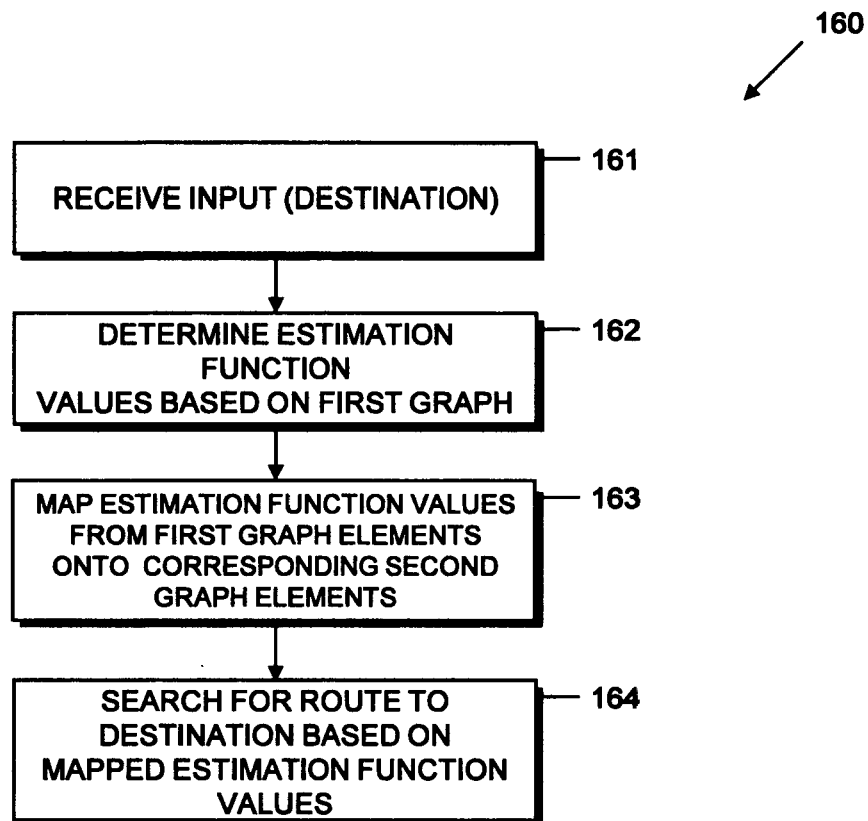 160
161
RECEIVE INPUT (DESTINATION)
162
DETERMINE ESTIMATION
FUNCTION
VALUES BASED ON FIRST GRAPH
163
MAP ESTIMATION FUNCTION VALUES
FROM FIRST GRAPH ELEMENTS
ONTO CORRESPONDING SECOND
GRAPH ELEMENTS
164
SEARCH FOR ROUTE TO
DESTINATION BASED ON
MAPPED ESTIMATION FUNCTION
VALUES